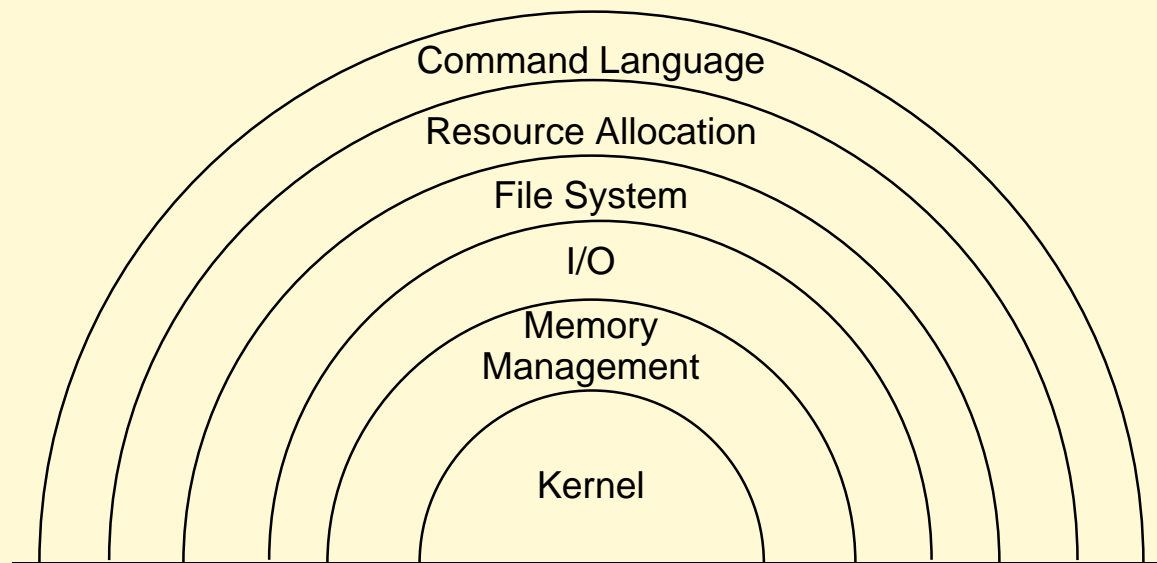 Command Language
Resource Allocation
File System
I/O
Memory
Management
Kernel